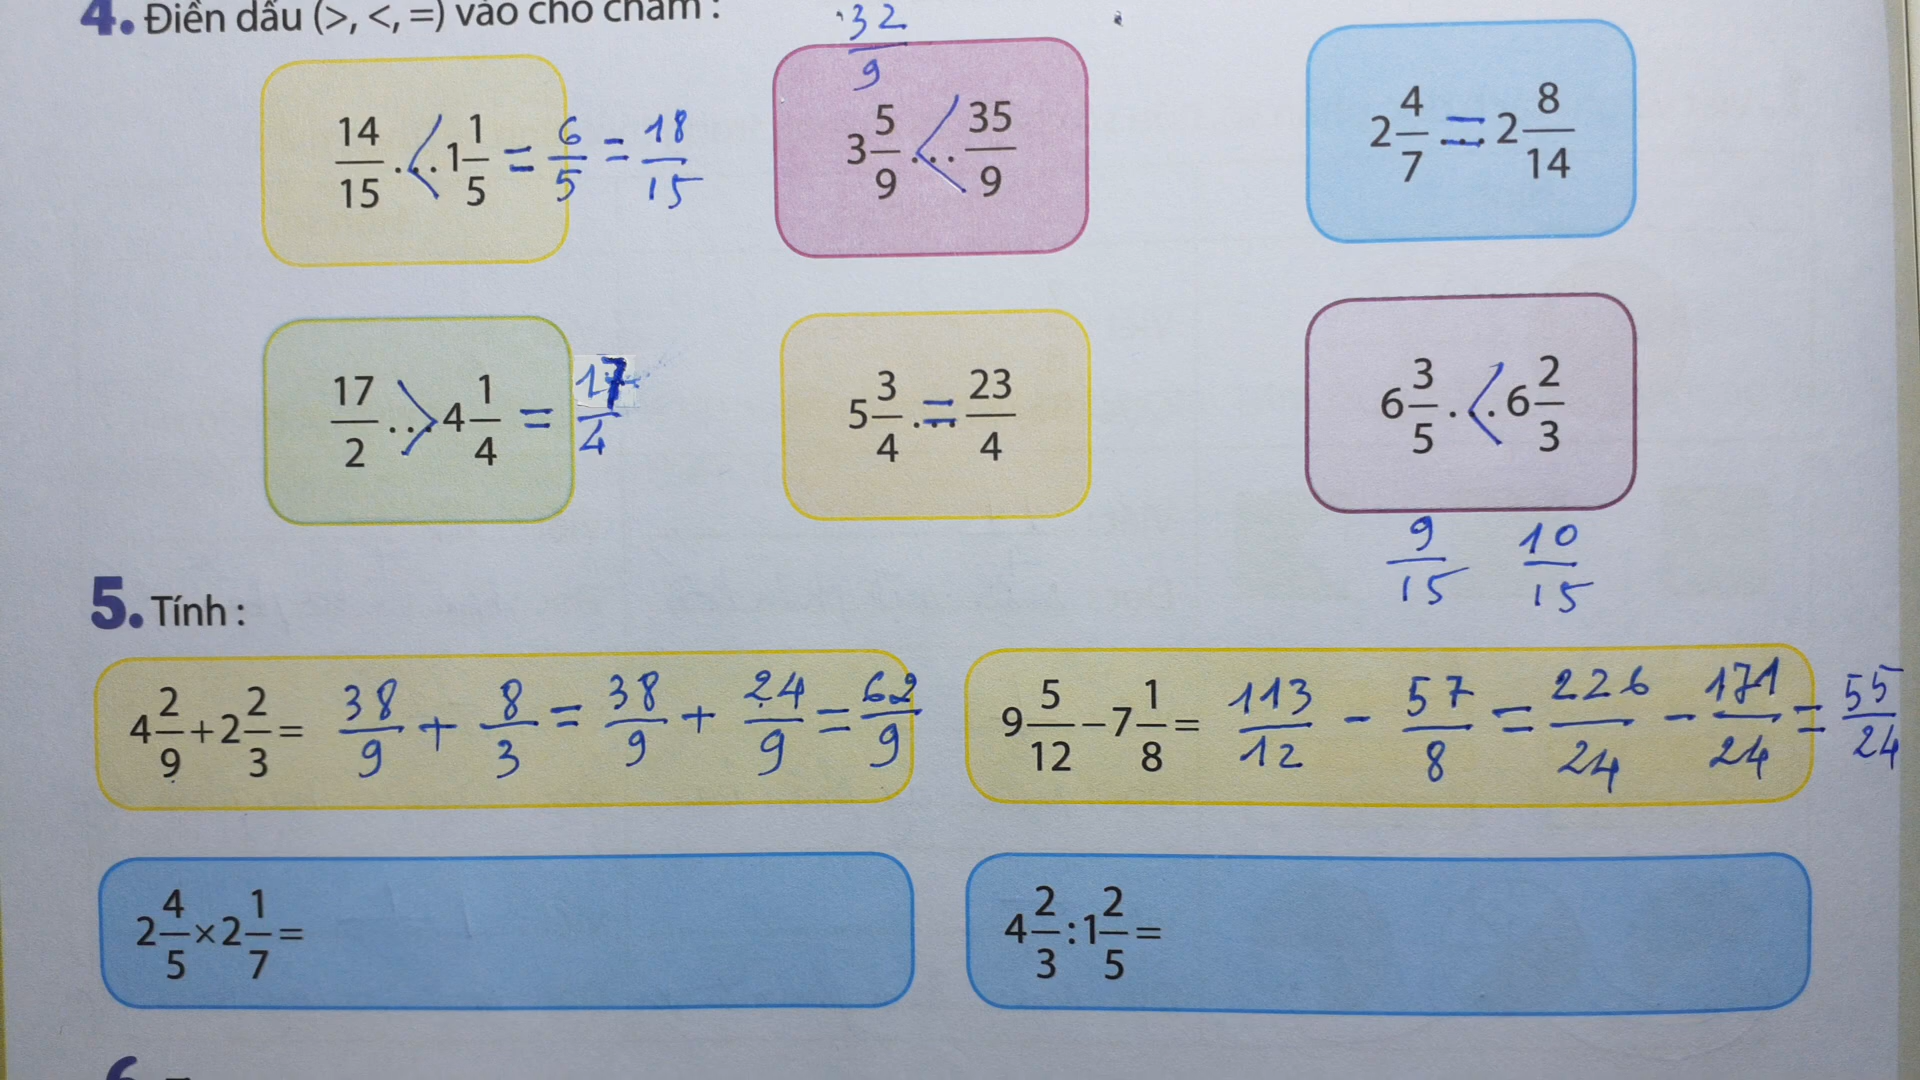 4. Điền dấu (>, <, =) vào chỗ chấm :
32/9
14/15 ... < 1 1/5 = 6/5 = 18/15
3 5/9 ... < 35/9
2 4/7 ... = 2 8/14
17/2 ... > 4 1/4 = 17/4
5 3/4 ... = 23/4
6 3/5 ... < 6 2/3
9/15 10/15
5. Tính :
4 2/9 + 2 2/3 = 38/9 + 8/3 = 38/9 + 24/9 = 62/9
9 5/12 − 7 1/8 = 113/12 − 57/8 = 226/24 − 171/24 = 55/24
2 4/5 × 2 1/7 =
4 2/3 : 1 2/5 =